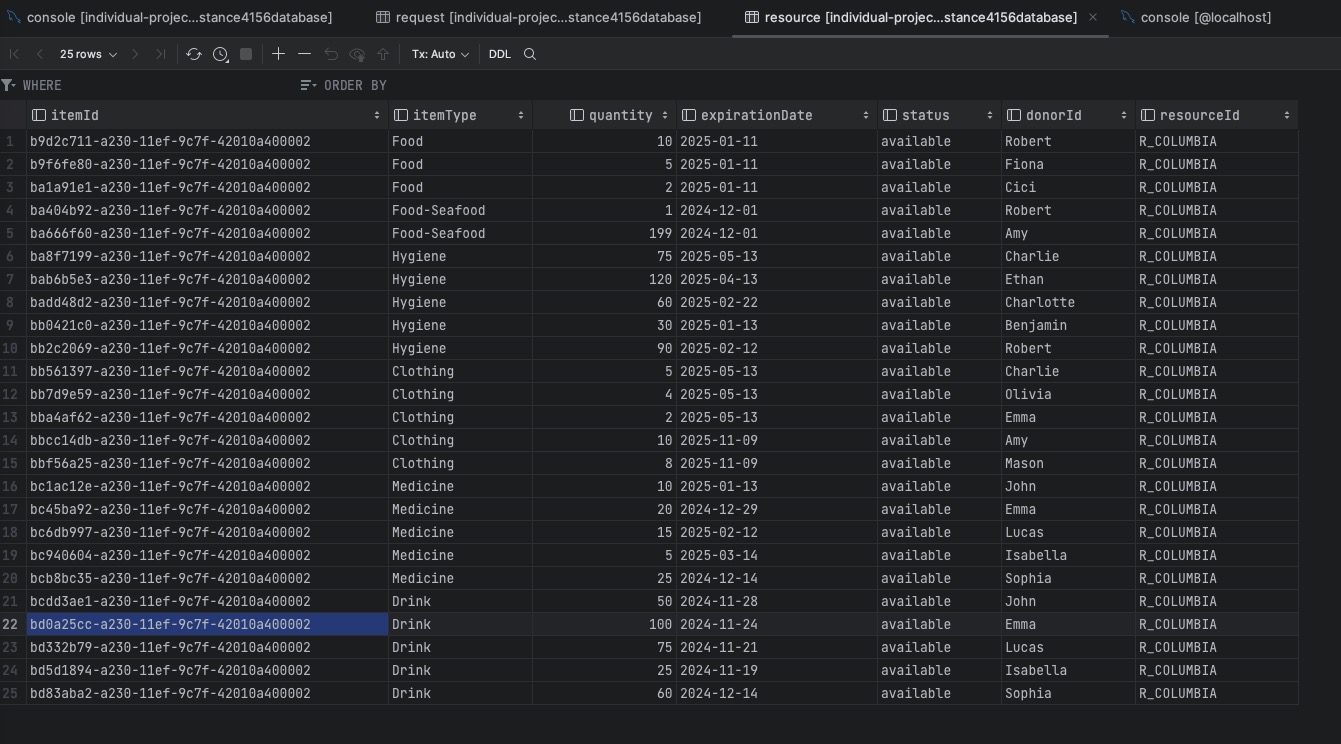 console [individual-projec...stance4156database] request [individual-projec...stance4156database] resource [individual-projec...stance4156database] × console [@localhost]
25 rows Tx: Auto DDL
WHERE ORDER BY
itemId itemType quantity expirationDate status donorId resourceId
1 b9d2c711-a230-11ef-9c7f-42010a400002 Food 10 2025-01-11 available Robert R_COLUMBIA
2 b9f6fe80-a230-11ef-9c7f-42010a400002 Food 5 2025-01-11 available Fiona R_COLUMBIA
3 ba1a91e1-a230-11ef-9c7f-42010a400002 Food 2 2025-01-11 available Cici R_COLUMBIA
4 ba404b92-a230-11ef-9c7f-42010a400002 Food-Seafood 1 2024-12-01 available Robert R_COLUMBIA
5 ba666f60-a230-11ef-9c7f-42010a400002 Food-Seafood 199 2024-12-01 available Amy R_COLUMBIA
6 ba8f7199-a230-11ef-9c7f-42010a400002 Hygiene 75 2025-05-13 available Charlie R_COLUMBIA
7 bab6b5e3-a230-11ef-9c7f-42010a400002 Hygiene 120 2025-04-13 available Ethan R_COLUMBIA
8 badd48d2-a230-11ef-9c7f-42010a400002 Hygiene 60 2025-02-22 available Charlotte R_COLUMBIA
9 bb0421c0-a230-11ef-9c7f-42010a400002 Hygiene 30 2025-01-13 available Benjamin R_COLUMBIA
10 bb2c2069-a230-11ef-9c7f-42010a400002 Hygiene 90 2025-02-12 available Robert R_COLUMBIA
11 bb561397-a230-11ef-9c7f-42010a400002 Clothing 5 2025-05-13 available Charlie R_COLUMBIA
12 bb7d9e59-a230-11ef-9c7f-42010a400002 Clothing 4 2025-05-13 available Olivia R_COLUMBIA
13 bba4af62-a230-11ef-9c7f-42010a400002 Clothing 2 2025-05-13 available Emma R_COLUMBIA
14 bbcc14db-a230-11ef-9c7f-42010a400002 Clothing 10 2025-11-09 available Amy R_COLUMBIA
15 bbf56a25-a230-11ef-9c7f-42010a400002 Clothing 8 2025-11-09 available Mason R_COLUMBIA
16 bc1ac12e-a230-11ef-9c7f-42010a400002 Medicine 10 2025-01-13 available John R_COLUMBIA
17 bc45ba92-a230-11ef-9c7f-42010a400002 Medicine 20 2024-12-29 available Emma R_COLUMBIA
18 bc6db997-a230-11ef-9c7f-42010a400002 Medicine 15 2025-02-12 available Lucas R_COLUMBIA
19 bc940604-a230-11ef-9c7f-42010a400002 Medicine 5 2025-03-14 available Isabella R_COLUMBIA
20 bcb8bc35-a230-11ef-9c7f-42010a400002 Medicine 25 2024-12-14 available Sophia R_COLUMBIA
21 bcdd3ae1-a230-11ef-9c7f-42010a400002 Drink 50 2024-11-28 available John R_COLUMBIA
22 bd0a25cc-a230-11ef-9c7f-42010a400002 Drink 100 2024-11-24 available Emma R_COLUMBIA
23 bd332b79-a230-11ef-9c7f-42010a400002 Drink 75 2024-11-21 available Lucas R_COLUMBIA
24 bd5d1894-a230-11ef-9c7f-42010a400002 Drink 25 2024-11-19 available Isabella R_COLUMBIA
25 bd83aba2-a230-11ef-9c7f-42010a400002 Drink 60 2024-12-14 available Sophia R_COLUMBIA